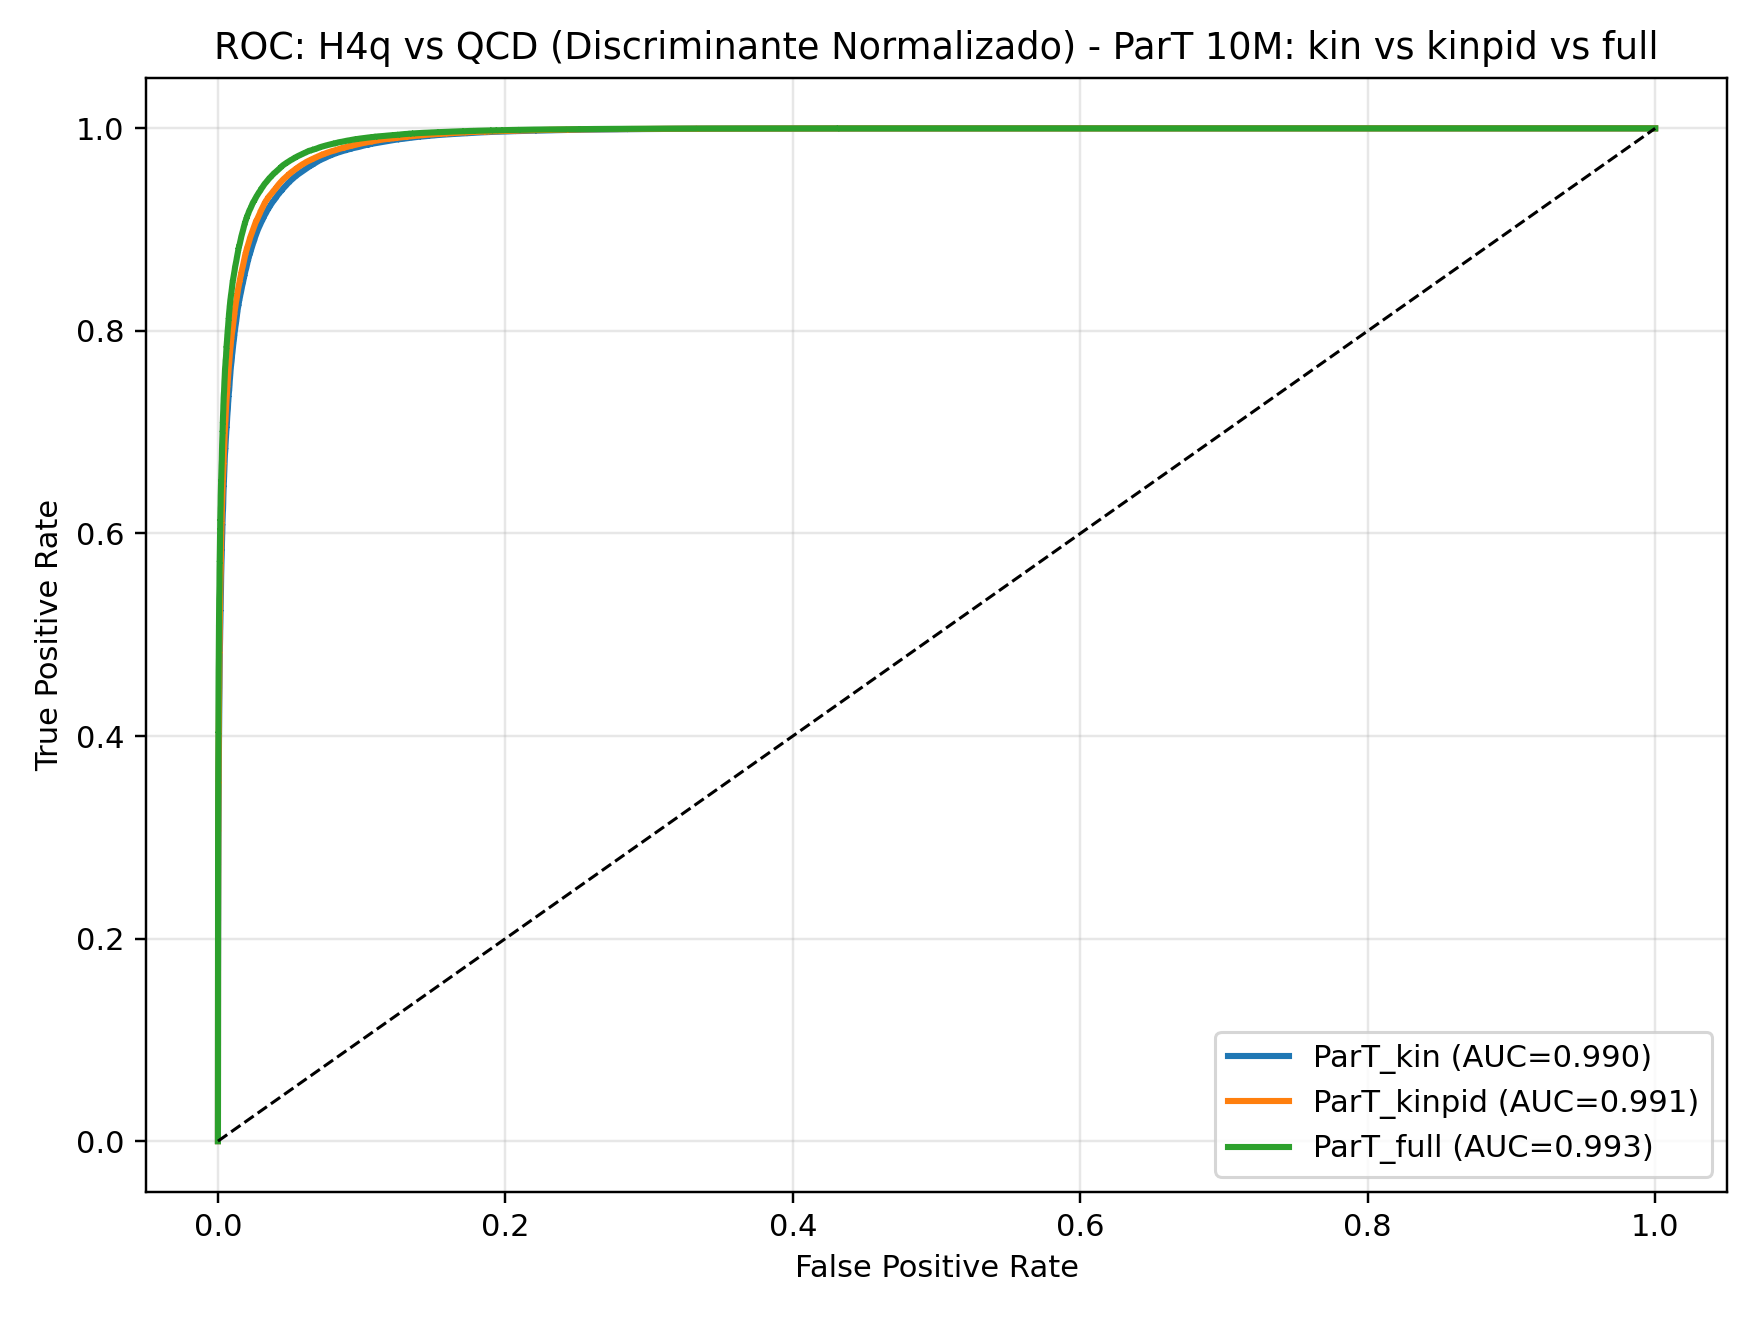 ROC: H4q vs QCD (Discriminante Normalizado) - ParT 10M: kin vs kinpid vs full
True Positive Rate
1.0
0.8
0.6
0.4
0.2
0.0
0.0 0.2 0.4 0.6 0.8 1.0
False Positive Rate
ParT_kin (AUC=0.990)
ParT_kinpid (AUC=0.991)
ParT_full (AUC=0.993)